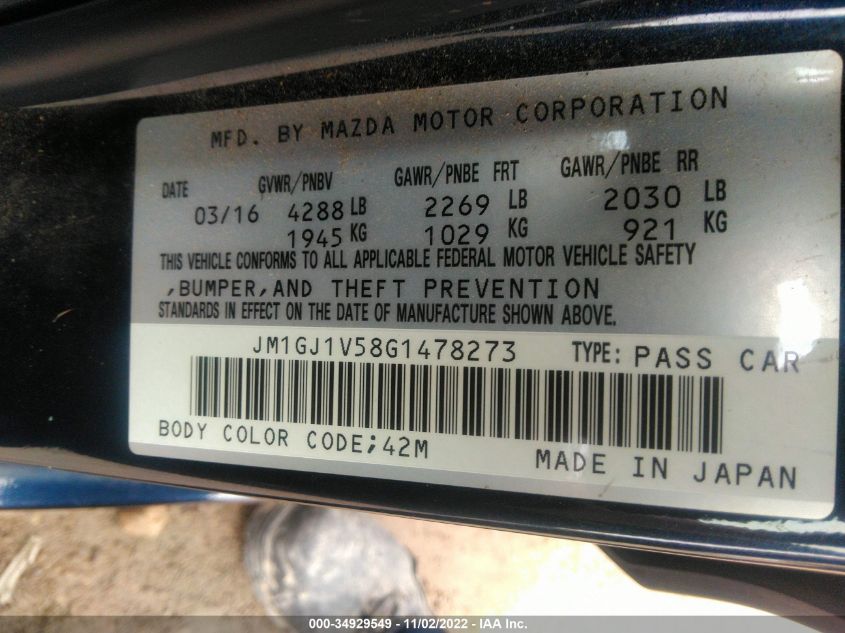 MFD. BY MAZDA MOTOR CORPORATION
DATE GVWR/PNBV GAWR/PNBE FRT GAWR/PNBE RR
03/16 4288 LB 2269 LB 2030 LB
1945 KG 1029 KG 921 KG
THIS VEHICLE CONFORMS TO ALL APPLICABLE FEDERAL MOTOR VEHICLE SAFETY
,BUMPER,AND THEFT PREVENTION
STANDARDS IN EFFECT ON THE DATE OF MANUFACTURE SHOWN ABOVE.
JM1GJ1V58G1478273 TYPE: PASS CAR
BODY COLOR CODE;42M
MADE IN JAPAN
000-34929549 - 11/02/2022 - IAA Inc.